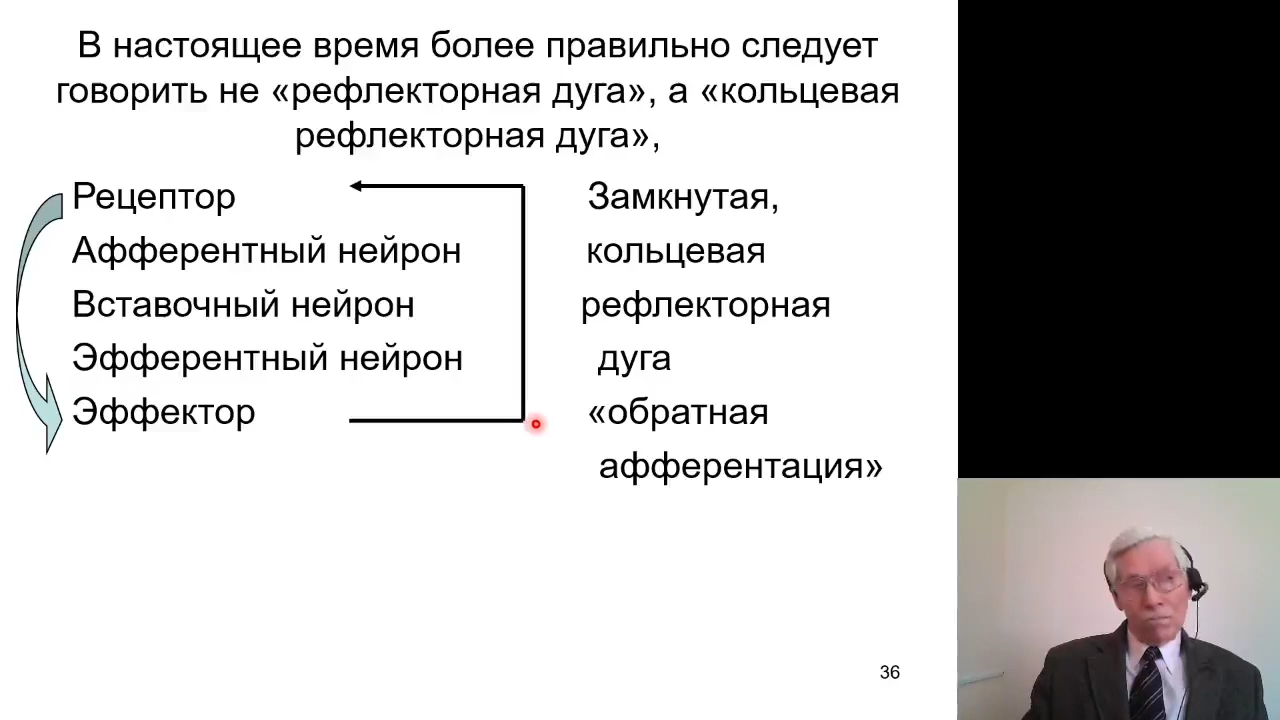 В настоящее время более правильно следует
говорить не «рефлекторная дуга», а «кольцевая
рефлекторная дуга»,
Рецептор
Афферентный нейрон
Вставочный нейрон
Эфферентный нейрон
Эффектор
Замкнутая,
кольцевая
рефлекторная
дуга
«обратная
афферентация»
36